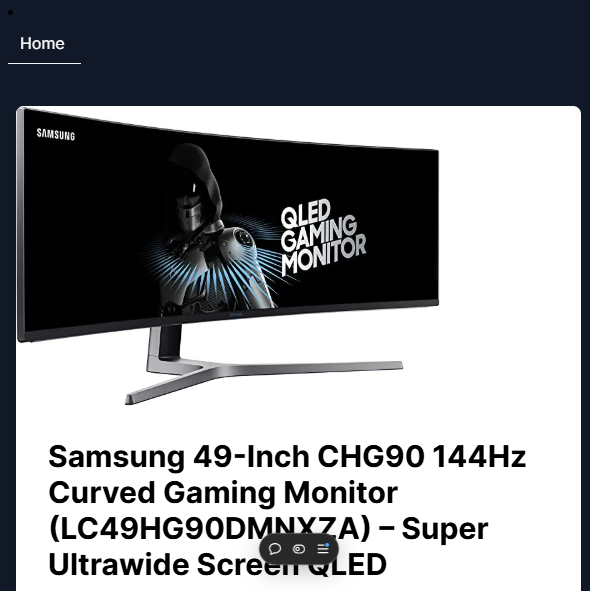 Home
SAMSUNG
QLED
GAMING
MONITOR
Samsung 49-Inch CHG90 144Hz
Curved Gaming Monitor
(LC49HG90DMNXZA) – Super
Ultrawide Screen QLED